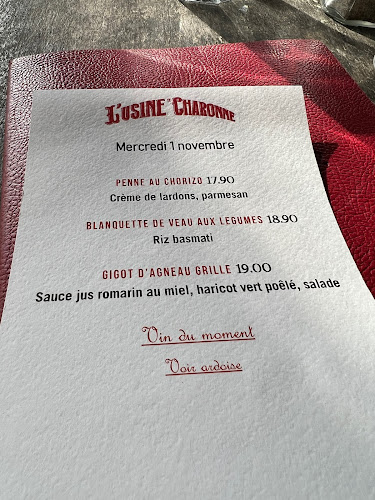 L'USINE DE CHARONNE
Mercredi 1 novembre
PENNE AU CHORIZO 17.90
Crème de lardons, parmesan
BLANQUETTE DE VEAU AUX LEGUMES 18.90
Riz basmati
GIGOT D'AGNEAU GRILLE 19.00
Sauce jus romarin au miel, haricot vert poêlé, salade
Vin du moment
Voir ardoise